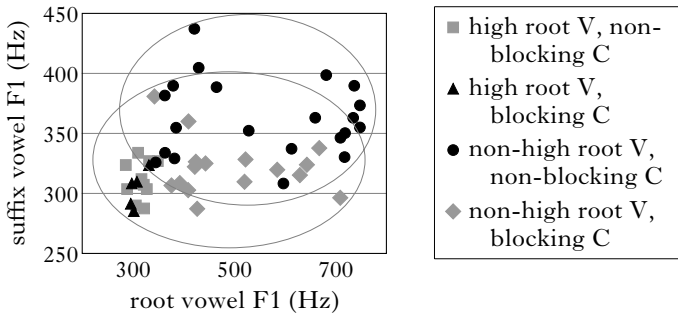 450
400
350
300
250
suffix vowel F1 (Hz)
300
500
700
root vowel F1 (Hz)
high root V, non-
blocking C
high root V,
blocking C
non-high root V,
non-blocking C
non-high root V,
blocking C